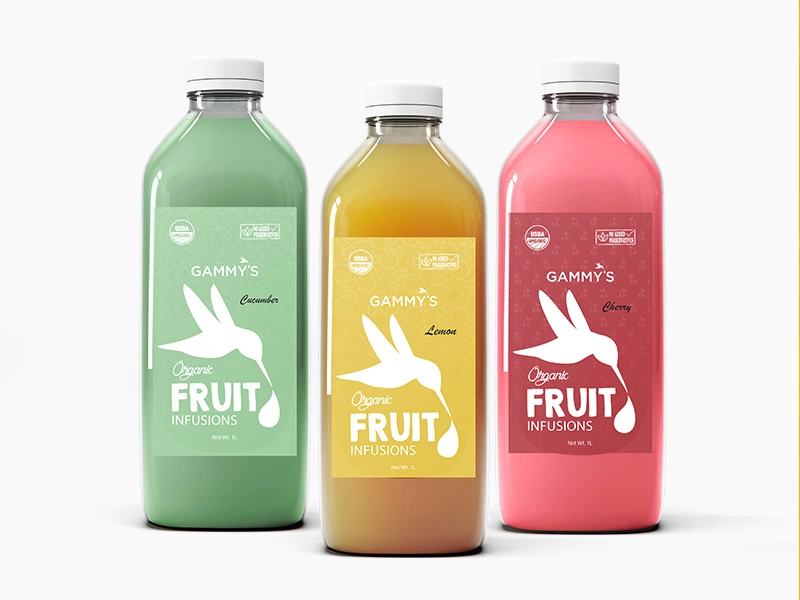 USDA
ORGANIC
NO ADDED
PRESERVATIVES
GAMMY'S
Cucumber
Organic
FRUIT
INFUSIONS
Net Wt. 1L
USDA
ORGANIC
NO ADDED
PRESERVATIVES
GAMMY'S
Lemon
Organic
FRUIT
INFUSIONS
Net Wt. 1L
USDA
ORGANIC
NO ADDED
PRESERVATIVES
GAMMY'S
Cherry
Organic
FRUIT
INFUSIONS
Net Wt. 1L